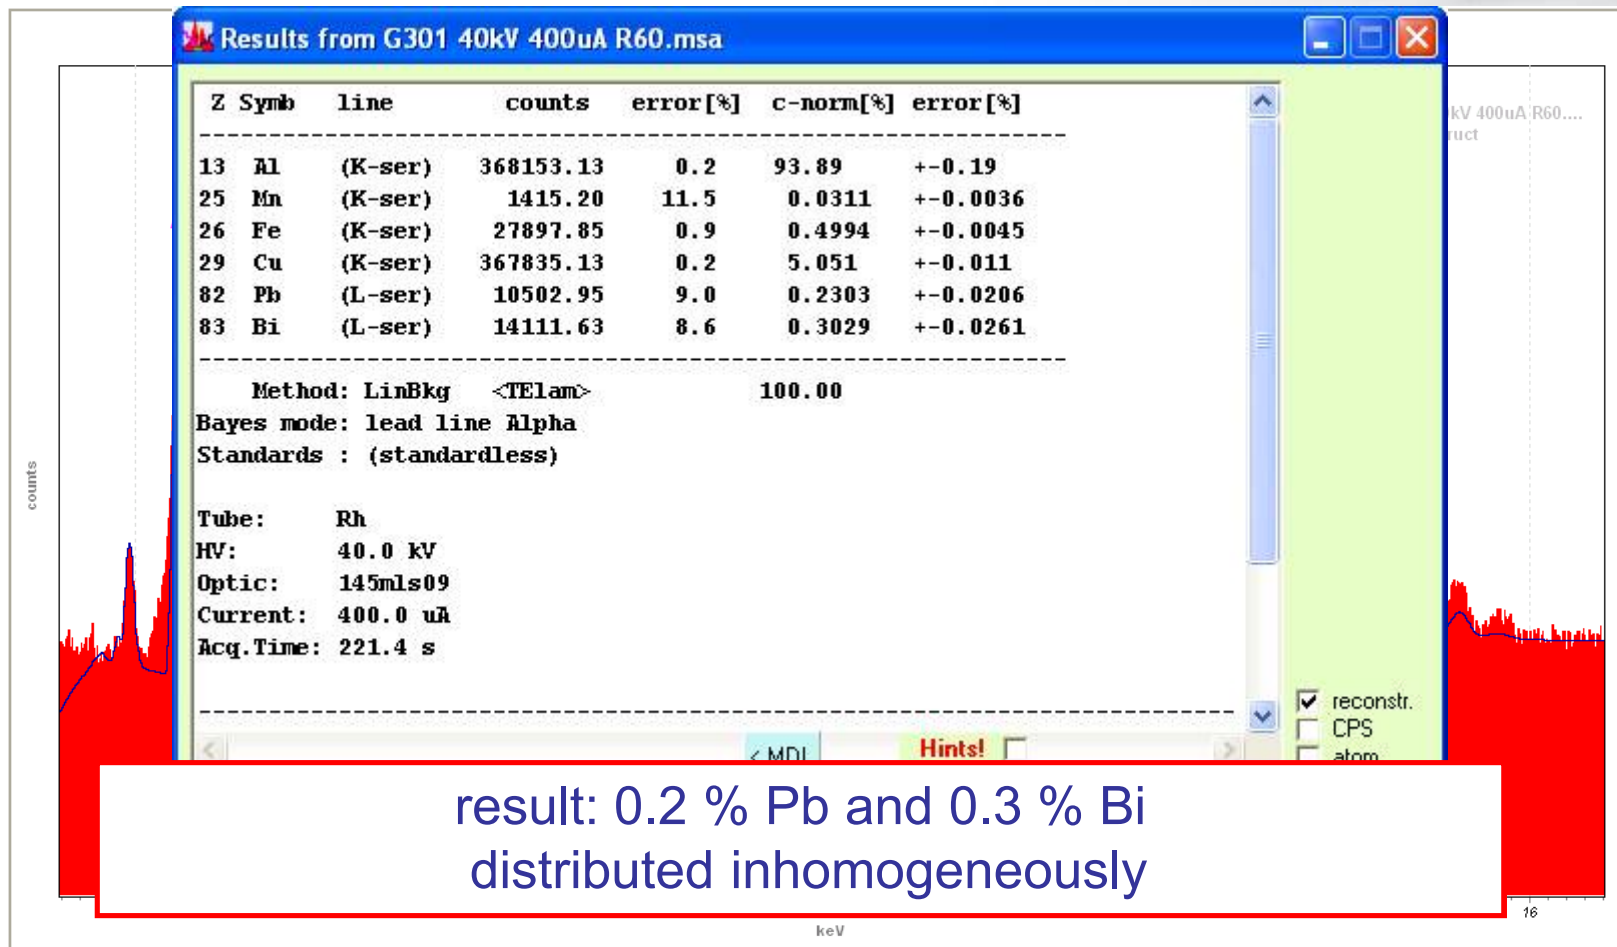 Results from G301 40kV 400uA R60.msa
Z Symb line counts error[%] c-norm[%] error[%]
13 Al (K-ser) 368153.13 0.2 93.89 +-0.19
25 Mn (K-ser) 1415.20 11.5 0.0311 +-0.0036
26 Fe (K-ser) 27897.85 0.9 0.4994 +-0.0045
29 Cu (K-ser) 367835.13 0.2 5.051 +-0.011
82 Pb (L-ser) 10502.95 9.0 0.2303 +-0.0206
83 Bi (L-ser) 14111.63 8.6 0.3029 +-0.0261
Method: LinBkg <TElam> 100.00
Bayes mode: lead line Alpha
Standards : (standardless)
Tube: Rh
HV: 40.0 kV
Optic: 145mls09
Current: 400.0 uA
Acq.Time: 221.4 s
kV 400uA R60....
ruct
counts
reconstr.
CPS
atom
< MDL
Hints!
result: 0.2 % Pb and 0.3 % Bi
distributed inhomogeneously
16
keV